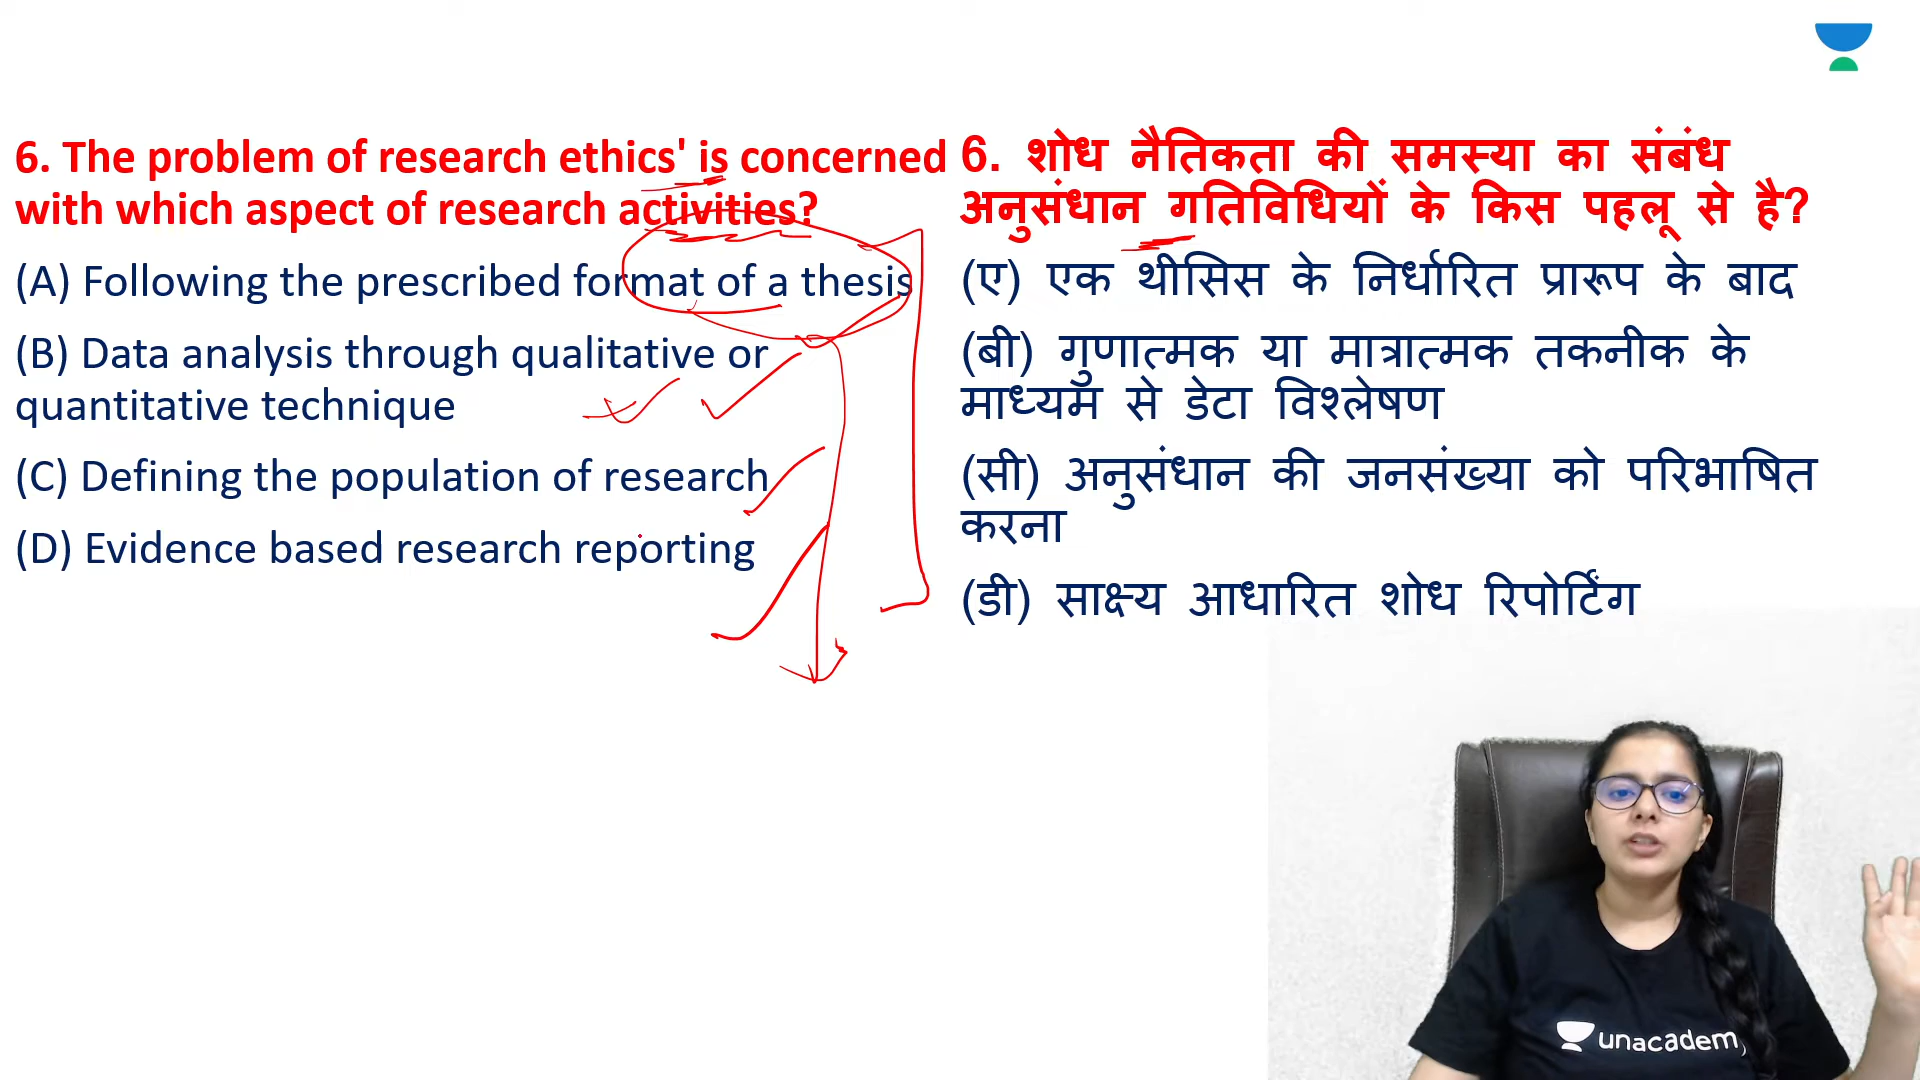 6. The problem of research ethics' is concerned
with which aspect of research activities?
(A) Following the prescribed format of a thesis
(B) Data analysis through qualitative or
quantitative technique
(C) Defining the population of research
(D) Evidence based research reporting
6. शोध नैतिकता की समस्या का संबंध
अनुसंधान गतिविधियों के किस पहलू से है?
(ए) एक थीसिस के निर्धारित प्रारूप के बाद
(बी) गुणात्मक या मात्रात्मक तकनीक के
माध्यम से डेटा विश्लेषण
(सी) अनुसंधान की जनसंख्या को परिभाषित
करना
(डी) साक्ष्य आधारित शोध रिपोर्टिंग
unacadem